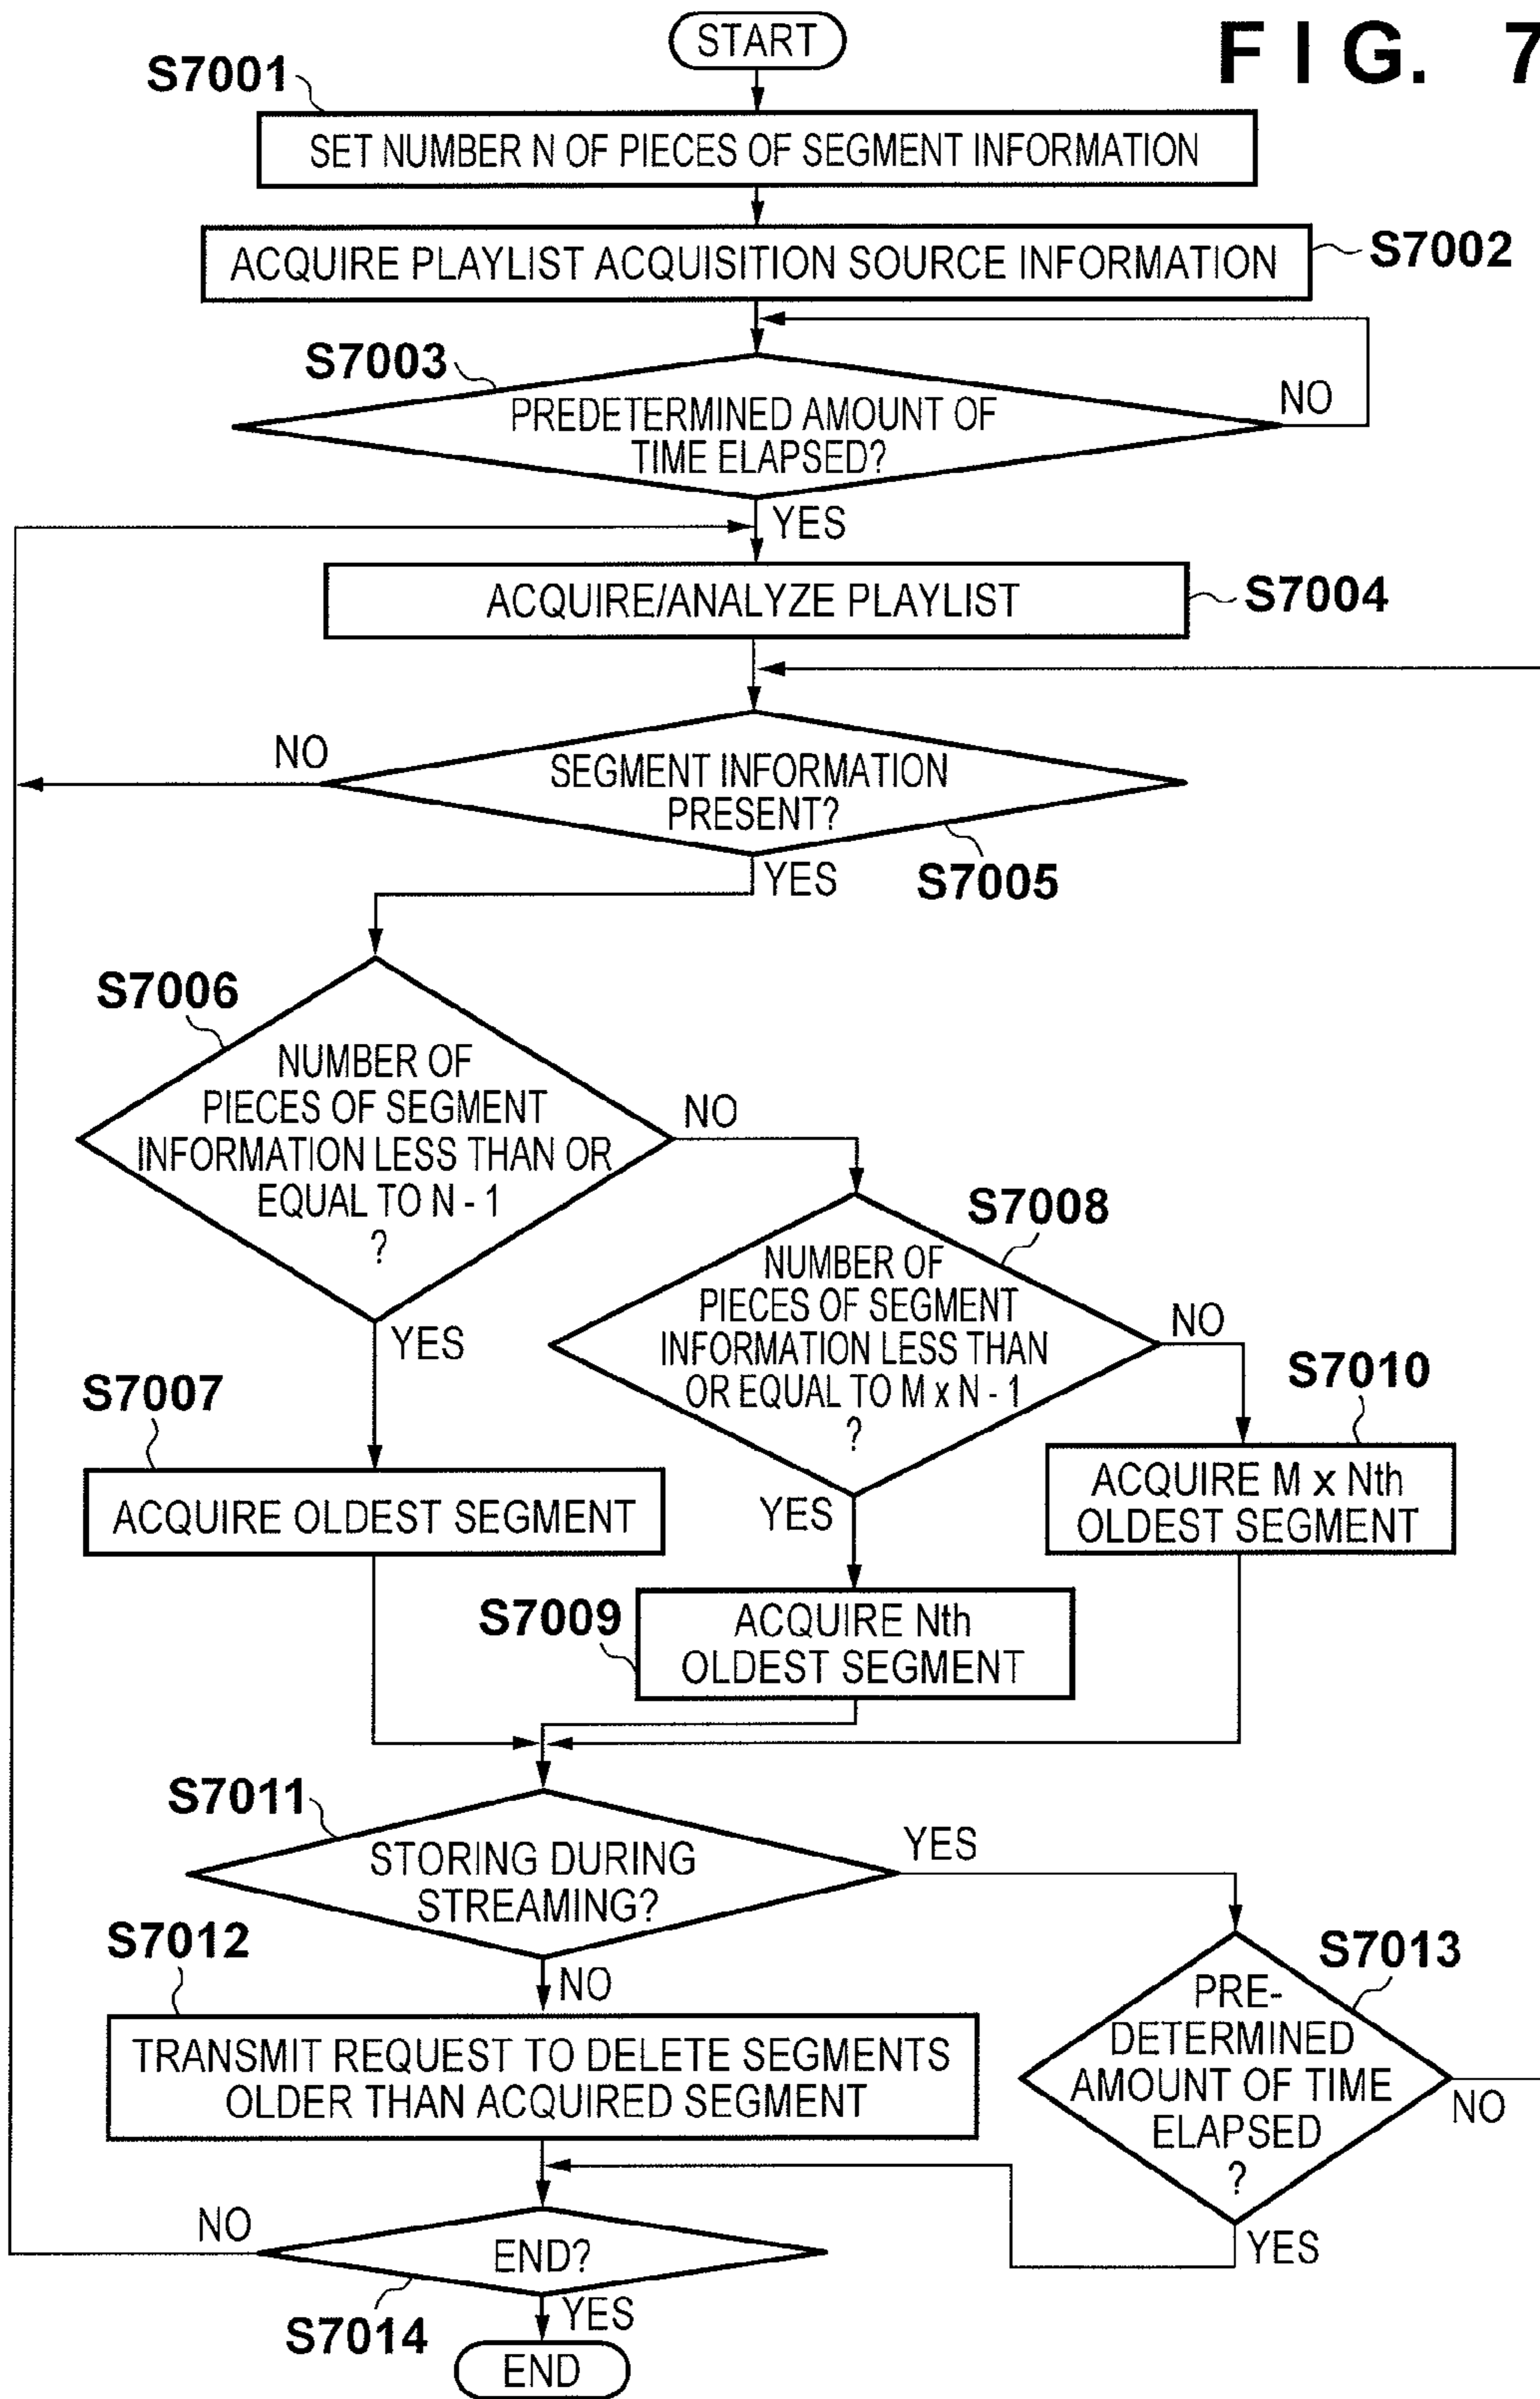 FIG. 7
START
S7001
SET NUMBER N OF PIECES OF SEGMENT INFORMATION
ACQUIRE PLAYLIST ACQUISITION SOURCE INFORMATION
S7002
S7003
PREDETERMINED AMOUNT OF
TIME ELAPSED?
NO
YES
ACQUIRE/ANALYZE PLAYLIST
S7004
NO
SEGMENT INFORMATION
PRESENT?
YES
S7005
S7006
NUMBER OF
PIECES OF SEGMENT
INFORMATION LESS THAN OR
EQUAL TO N - 1
?
NO
YES
S7008
NUMBER OF
PIECES OF SEGMENT
INFORMATION LESS THAN
OR EQUAL TO M x N - 1
?
NO
YES
S7007
ACQUIRE OLDEST SEGMENT
S7010
ACQUIRE M x Nth
OLDEST SEGMENT
S7009
ACQUIRE Nth
OLDEST SEGMENT
S7011
STORING DURING
STREAMING?
YES
NO
S7012
TRANSMIT REQUEST TO DELETE SEGMENTS
OLDER THAN ACQUIRED SEGMENT
S7013
PRE-
DETERMINED
AMOUNT OF TIME
ELAPSED
?
NO
YES
NO
END?
S7014
YES
END